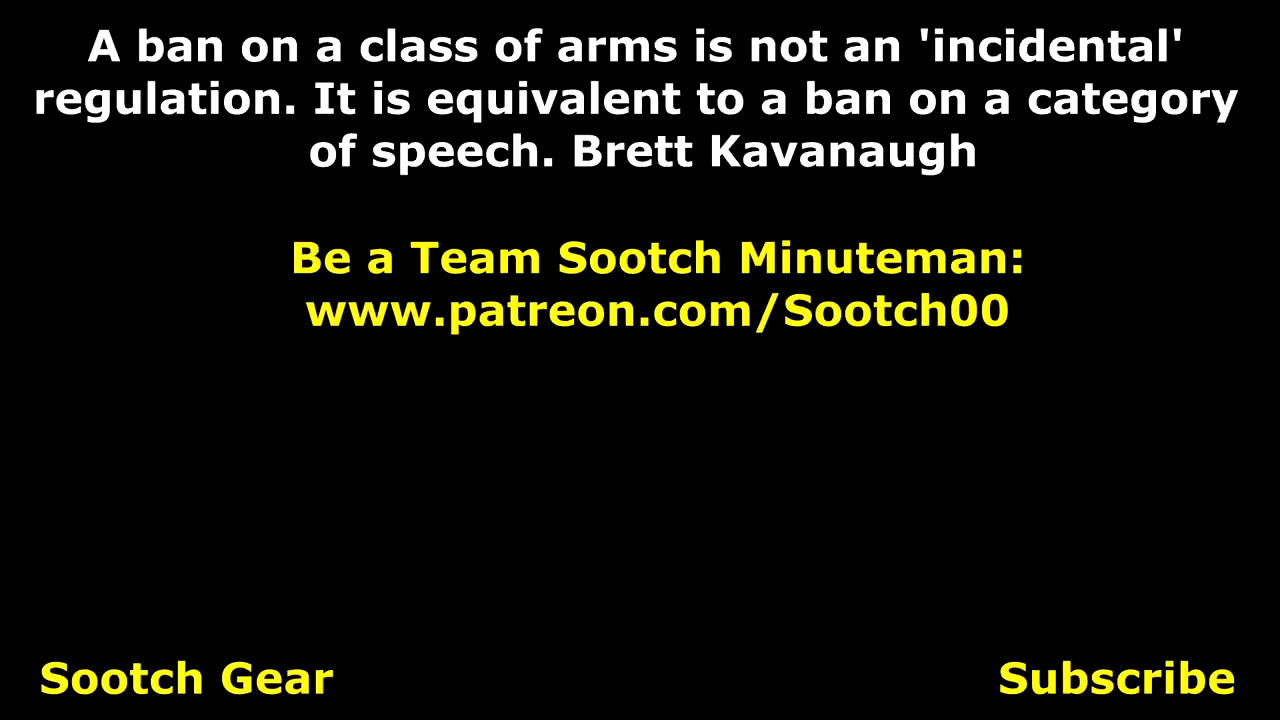 A ban on a class of arms is not an 'incidental'
regulation. It is equivalent to a ban on a category
of speech. Brett Kavanaugh
Be a Team Sootch Minuteman:
www.patreon.com/Sootch00
Sootch Gear
Subscribe